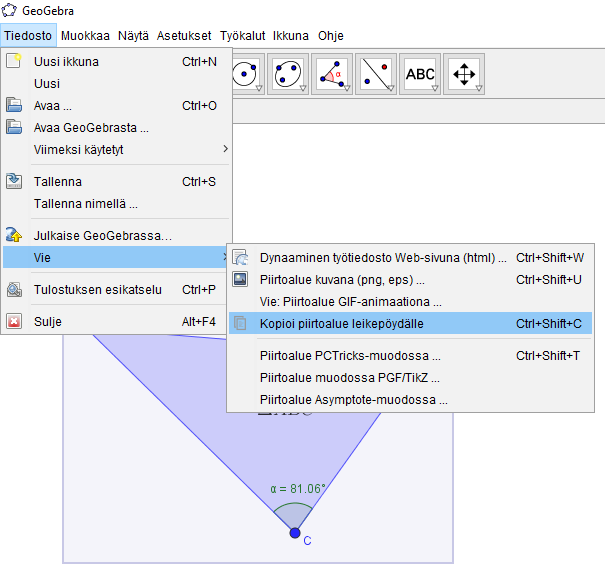 GeoGebra
Tiedosto Muokkaa Näytä Asetukset Työkalut Ikkuna Ohje
Uusi ikkuna Ctrl+N
Uusi
Avaa ... Ctrl+O
Avaa GeoGebrasta ...
Viimeksi käytetyt
Tallenna Ctrl+S
Tallenna nimellä ...
Julkaise GeoGebrassa...
Vie
Tulostuksen esikatselu Ctrl+P
Sulje Alt+F4
α ABC
Dynaaminen työtiedosto Web-sivuna (html) ... Ctrl+Shift+W
Piirtoalue kuvana (png, eps) ... Ctrl+Shift+U
Vie: Piirtoalue GIF-animaationa ...
Kopioi piirtoalue leikepöydälle Ctrl+Shift+C
Piirtoalue PCTricks-muodossa ... Ctrl+Shift+T
Piirtoalue muodossa PGF/TikZ ...
Piirtoalue Asymptote-muodossa ...
α = 81.06°
C